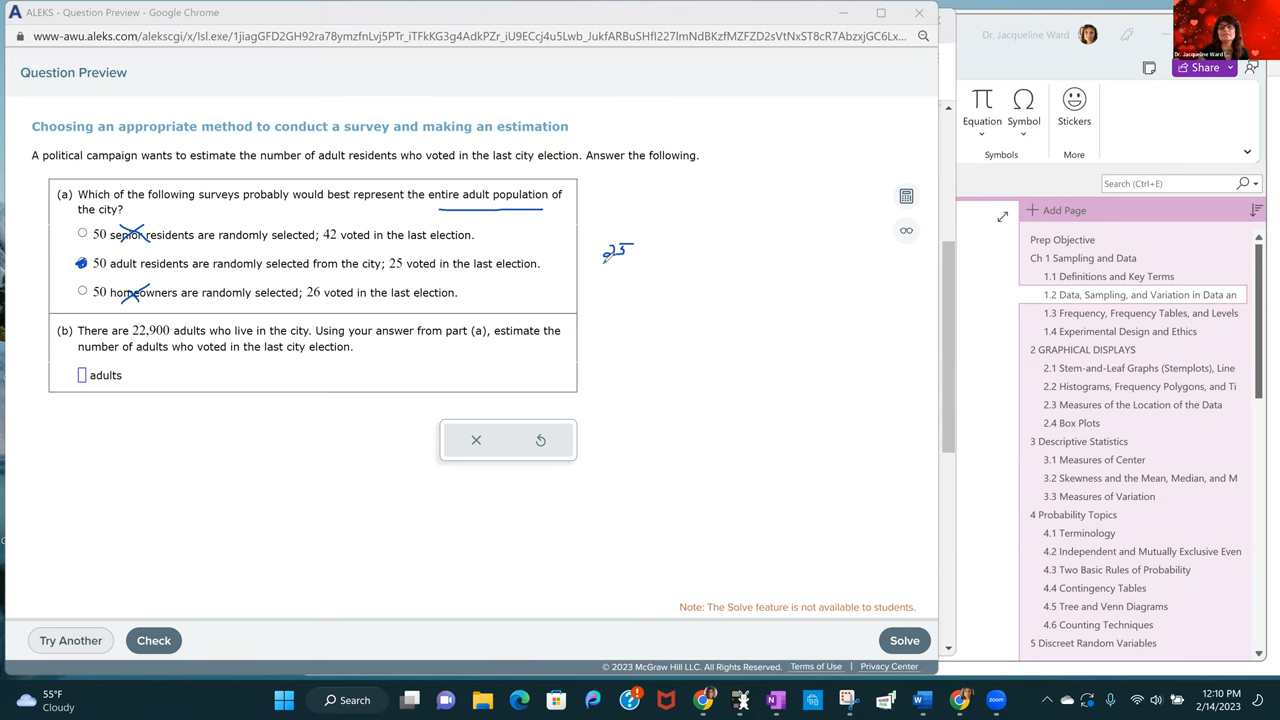 ALEKS - Question Preview - Google Chrome
www-awu.aleks.com/alekscgi/x/Isl.exe/
Question Preview
Choosing an appropriate method to conduct a survey and making an estimation
A political campaign wants to estimate the number of adult residents who voted in the last city election. Answer the following.
(a) Which of the following surveys probably would best represent the entire adult population of
the city?
50 senior residents are randomly selected; 42 voted in the last election.
50 adult residents are randomly selected from the city; 25 voted in the last election.
50 homeowners are randomly selected; 26 voted in the last election.
25
(b) There are 22,900 adults who live in the city. Using your answer from part (a), estimate the
number of adults who voted in the last city election.
adults
Note: The Solve feature is not available to students.
Try Another
Check
Solve
© 2023 McGraw Hill LLC. All Rights Reserved. Terms of Use | Privacy Center
Dr. Jacqueline Ward
Share
π Ω
Equation Symbol Stickers
Symbols More
Search (Ctrl+E)
Add Page
Prep Objective
Ch 1 Sampling and Data
1.1 Definitions and Key Terms
1.2 Data, Sampling, and Variation in Data an
1.3 Frequency, Frequency Tables, and Levels
1.4 Experimental Design and Ethics
2 GRAPHICAL DISPLAYS
2.1 Stem-and-Leaf Graphs (Stemplots), Line
2.2 Histograms, Frequency Polygons, and Ti
2.3 Measures of the Location of the Data
2.4 Box Plots
3 Descriptive Statistics
3.1 Measures of Center
3.2 Skewness and the Mean, Median, and M
3.3 Measures of Variation
4 Probability Topics
4.1 Terminology
4.2 Independent and Mutually Exclusive Even
4.3 Two Basic Rules of Probability
4.4 Contingency Tables
4.5 Tree and Venn Diagrams
4.6 Counting Techniques
5 Discreet Random Variables
55°F
Cloudy
Search
12:10 PM
2/14/2023